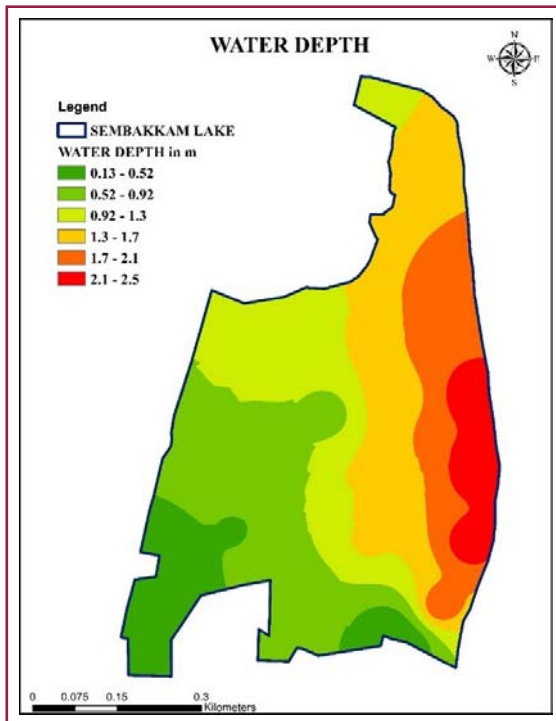 WATER DEPTH
N
W E
S
Legend
SEMBAKKAM LAKE
WATER DEPTH in m
0.13 - 0.52
0.52 - 0.92
0.92 - 1.3
1.3 - 1.7
1.7 - 2.1
2.1 - 2.5
0 0.075 0.15 0.3
Kilometers